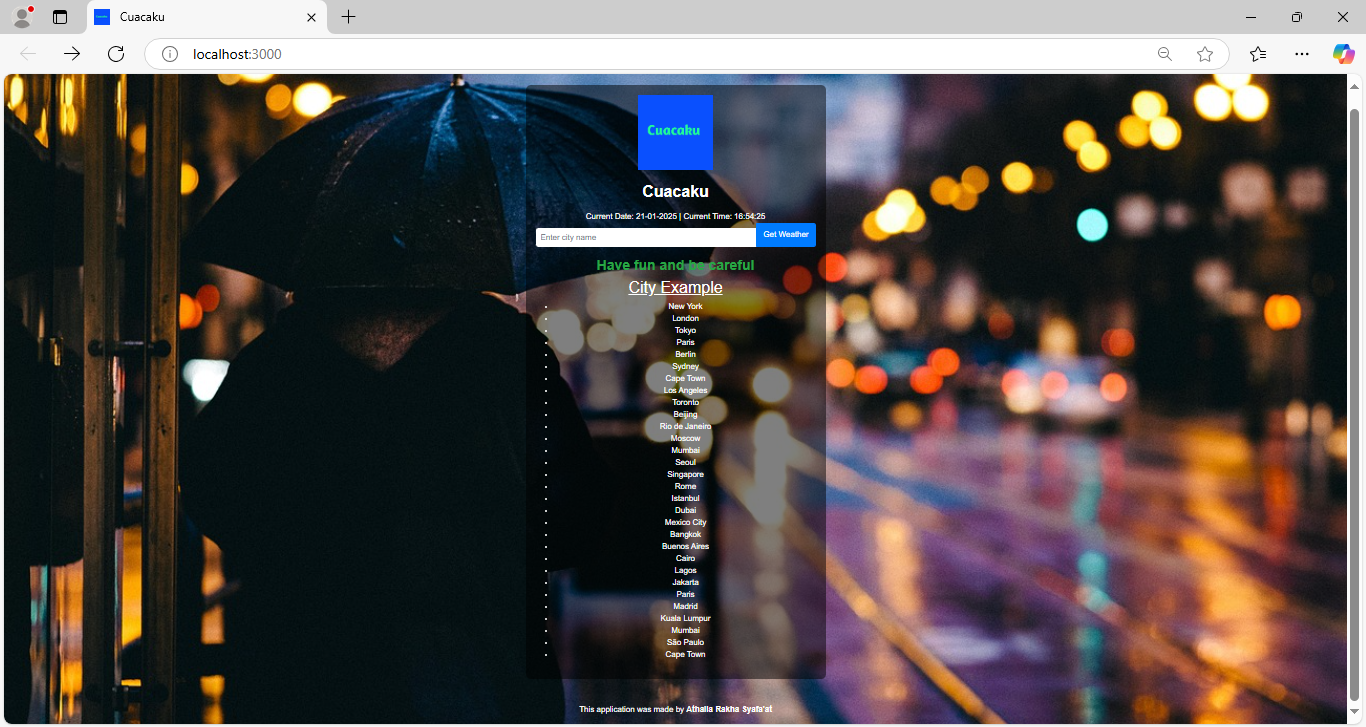 Cuacaku
localhost:3000
Cuacaku
Cuacaku
Current Date: 21-01-2025 | Current Time: 16:54:25
Enter city name
Get Weather
Have fun and be careful
City Example
New York
London
Tokyo
Paris
Berlin
Sydney
Cape Town
Los Angeles
Toronto
Beijing
Rio de Janeiro
Moscow
Mumbai
Seoul
Singapore
Rome
Istanbul
Dubai
Mexico City
Bangkok
Buenos Aires
Cairo
Lagos
Jakarta
Paris
Madrid
Kuala Lumpur
Mumbai
São Paulo
Cape Town
This application was made by Athalla Rakha Syafa'at